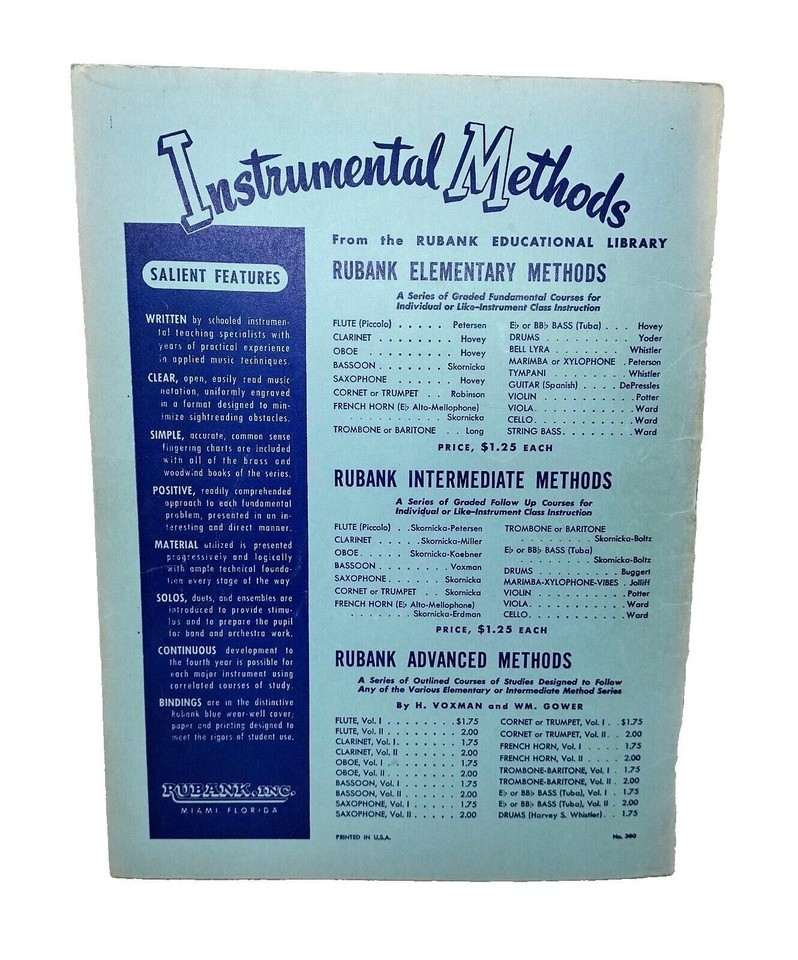 Instrumental Methods
SALIENT FEATURES
WRITTEN by schooled instrumen-
tal teaching specialists with
years of practical experience
in applied music techniques.
CLEAR, open, easily read music
notation, uniformly engraved
in a format designed to min-
imize sightreading obstacles.
SIMPLE, accurate, common sense
fingering charts are included
with all of the brass and
woodwind books of the series.
POSITIVE, readily comprehended
approach to each fundamental
problem, presented in an in-
teresting and direct manner.
MATERIAL utilized is presented
progressively and logically
with ample technical founda-
tion every stage of the way.
SOLOS, duets, and ensembles are
introduced to provide stimu-
lus and to prepare the pupil
for band and orchestra work.
CONTINUOUS development to
the fourth year is possible for
each major instrument using
correlated courses of study.
BINDINGS are in the distinctive
Rubank blue wear-well cover;
paper and printing designed to
meet the rigors of student use.
RUBANK, INC.
MIAMI, FLORIDA
From the RUBANK EDUCATIONAL LIBRARY
RUBANK ELEMENTARY METHODS
A Series of Graded Fundamental Courses for
Individual or Like-Instrument Class Instruction
FLUTE (Piccolo) . . . . . Petersen
CLARINET . . . . . . . . Hovey
OBOE . . . . . . . . . Hovey
BASSOON . . . . . . . Skornicka
SAXOPHONE . . . . . . . Hovey
CORNET or TRUMPET . . Robinson
FRENCH HORN (E♭ Alto-Mellophone)
. . . . . . . . . . . Skornicka
TROMBONE or BARITONE . . Long
E♭ or BB♭ BASS (Tuba) . . . Hovey
DRUMS . . . . . . . . . Yoder
BELL LYRA . . . . . . . Whistler
MARIMBA or XYLOPHONE . Peterson
TYMPANI . . . . . . . . Whistler
GUITAR (Spanish) . . . . DePressles
VIOLIN . . . . . . . . . Potter
VIOLA . . . . . . . . . . Ward
CELLO . . . . . . . . . . Ward
STRING BASS . . . . . . . Ward
PRICE, $1.25 EACH
RUBANK INTERMEDIATE METHODS
A Series of Graded Follow Up Courses for
Individual or Like-Instrument Class Instruction
FLUTE (Piccolo) . . Skornicka-Petersen
CLARINET . . . . . Skornicka-Miller
OBOE . . . . . Skornicka-Koebner
BASSOON . . . . . . . . Voxman
SAXOPHONE . . . . . . Skornicka
CORNET or TRUMPET . . Skornicka
FRENCH HORN (E♭ Alto-Mellophone)
. . . . . . . . Skornicka-Erdman
TROMBONE or BARITONE
. . . . . . . . Skornicka-Boltz
E♭ or BB♭ BASS (Tuba)
. . . . . . . . Skornicka-Boltz
DRUMS . . . . . . . . . Buggert
MARIMBA-XYLOPHONE-VIBES . Jolliff
VIOLIN . . . . . . . . . Potter
VIOLA . . . . . . . . . . Ward
CELLO . . . . . . . . . . Ward
PRICE, $1.25 EACH
RUBANK ADVANCED METHODS
A Series of Outlined Courses of Studies Designed to Follow
Any of the Various Elementary or Intermediate Method Series
By H. VOXMAN and WM. GOWER
FLUTE, Vol. I . . . . . . . $1.75
FLUTE, Vol. II . . . . . . . 2.00
CLARINET, Vol. I . . . . . . 1.75
CLARINET, Vol. II . . . . . . 2.00
OBOE, Vol. I . . . . . . . 1.75
OBOE, Vol. II . . . . . . . 2.00
BASSOON, Vol. I . . . . . . 1.75
BASSOON, Vol. II . . . . . . 2.00
SAXOPHONE, Vol. I . . . . . 1.75
SAXOPHONE, Vol. II . . . . . 2.00
CORNET or TRUMPET, Vol. I . . $1.75
CORNET or TRUMPET, Vol. II . . 2.00
FRENCH HORN, Vol. I . . . . 1.75
FRENCH HORN, Vol. II . . . . 2.00
TROMBONE-BARITONE, Vol. I . 1.75
TROMBONE-BARITONE, Vol. II . 2.00
E♭ or BB♭ BASS (Tuba), Vol. I . 1.75
E♭ or BB♭ BASS (Tuba), Vol. II . 2.00
DRUMS (Harvey S. Whistler) . . 1.75
PRINTED IN U.S.A.
No. 380